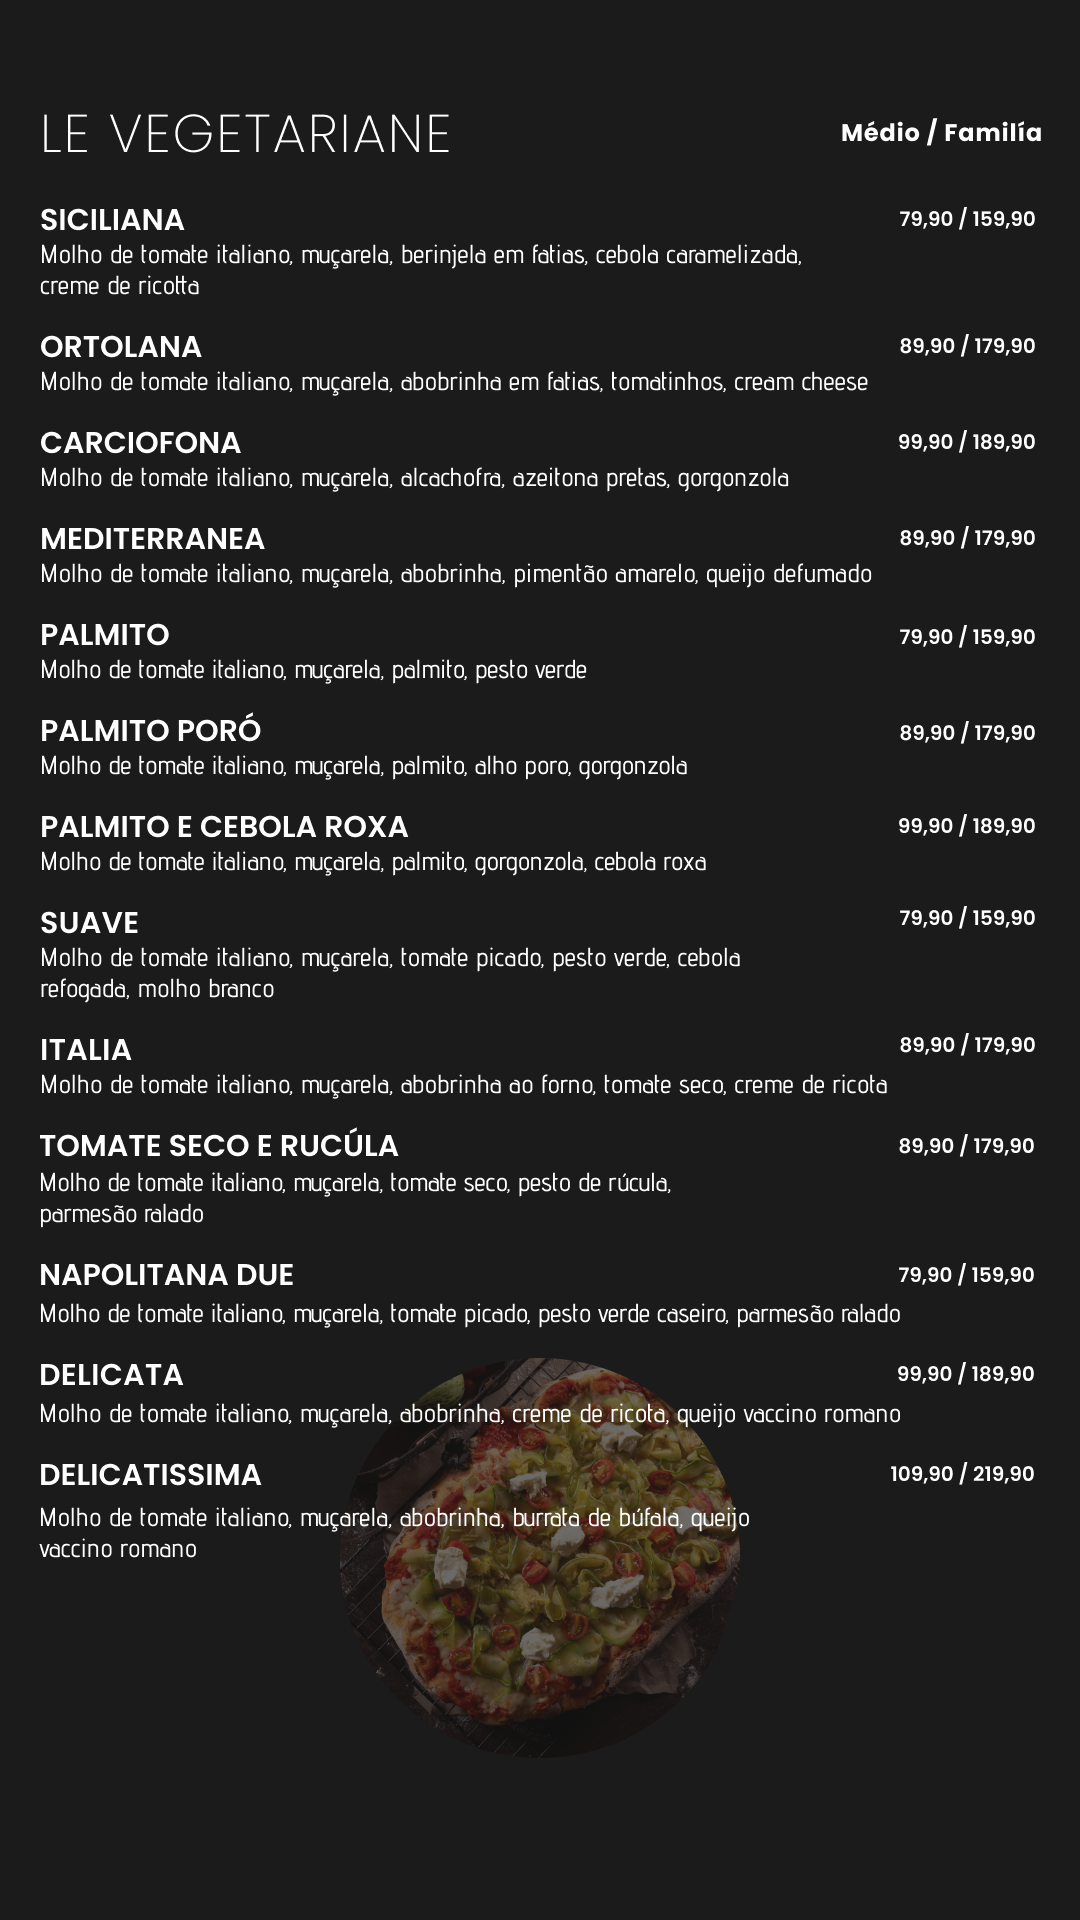 LE VEGETARIANE
Médio / Familía
SICILIANA
79,90 / 159,90
Molho de tomate italiano, muçarela, berinjela em fatias, cebola caramelizada,
creme de ricotta
ORTOLANA
89,90 / 179,90
Molho de tomate italiano, muçarela, abobrinha em fatias, tomatinhos, cream cheese
CARCIOFONA
99,90 / 189,90
Molho de tomate italiano, muçarela, alcachofra, azeitona pretas, gorgonzola
MEDITERRANEA
89,90 / 179,90
Molho de tomate italiano, muçarela, abobrinha, pimentão amarelo, queijo defumado
PALMITO
79,90 / 159,90
Molho de tomate italiano, muçarela, palmito, pesto verde
PALMITO PORÓ
89,90 / 179,90
Molho de tomate italiano, muçarela, palmito, alho poro, gorgonzola
PALMITO E CEBOLA ROXA
99,90 / 189,90
Molho de tomate italiano, muçarela, palmito, gorgonzola, cebola roxa
SUAVE
79,90 / 159,90
Molho de tomate italiano, muçarela, tomate picado, pesto verde, cebola
refogada, molho branco
ITALIA
89,90 / 179,90
Molho de tomate italiano, muçarela, abobrinha ao forno, tomate seco, creme de ricota
TOMATE SECO E RUCÚLA
89,90 / 179,90
Molho de tomate italiano, muçarela, tomate seco, pesto de rúcula,
parmesão ralado
NAPOLITANA DUE
79,90 / 159,90
Molho de tomate italiano, muçarela, tomate picado, pesto verde caseiro, parmesão ralado
DELICATA
99,90 / 189,90
Molho de tomate italiano, muçarela, abobrinha, creme de ricota, queijo vaccino romano
DELICATISSIMA
109,90 / 219,90
Molho de tomate italiano, muçarela, abobrinha, burrata de búfala, queijo
vaccino romano